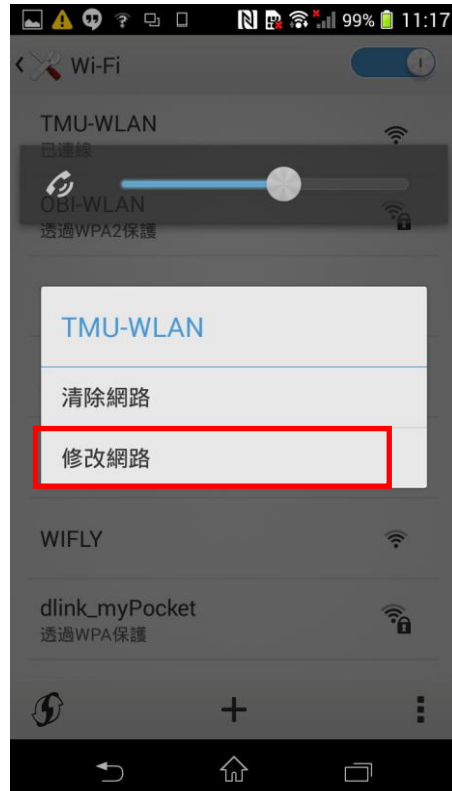 99% 11:17
Wi-Fi
TMU-WLAN
已連線
OBI-WLAN
透過WPA2保護
TMU-WLAN
清除網路
修改網路
WIFLY
dlink_myPocket
透過WPA保護